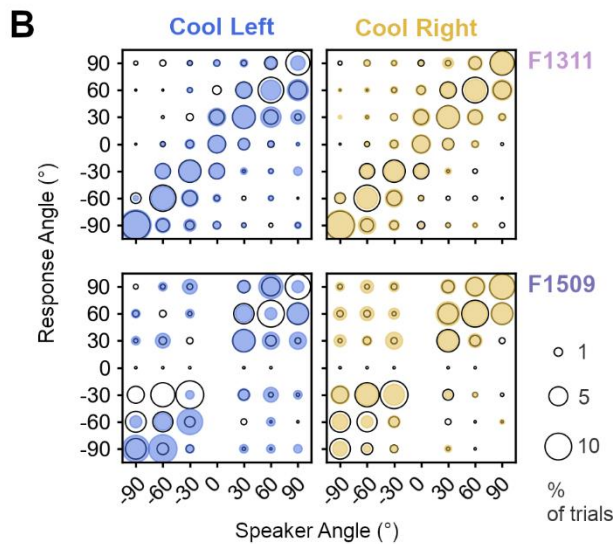 B
Cool Left Cool Right
F1311
90
60
30
0
-30
-60
-90
Response Angle (°)
F1509
90
60
30
0
-30
-60
-90
1
5
10
%
of trials
-90 -60 -30 0 30 60 90 -90 -60 -30 0 30 60 90
Speaker Angle (°)